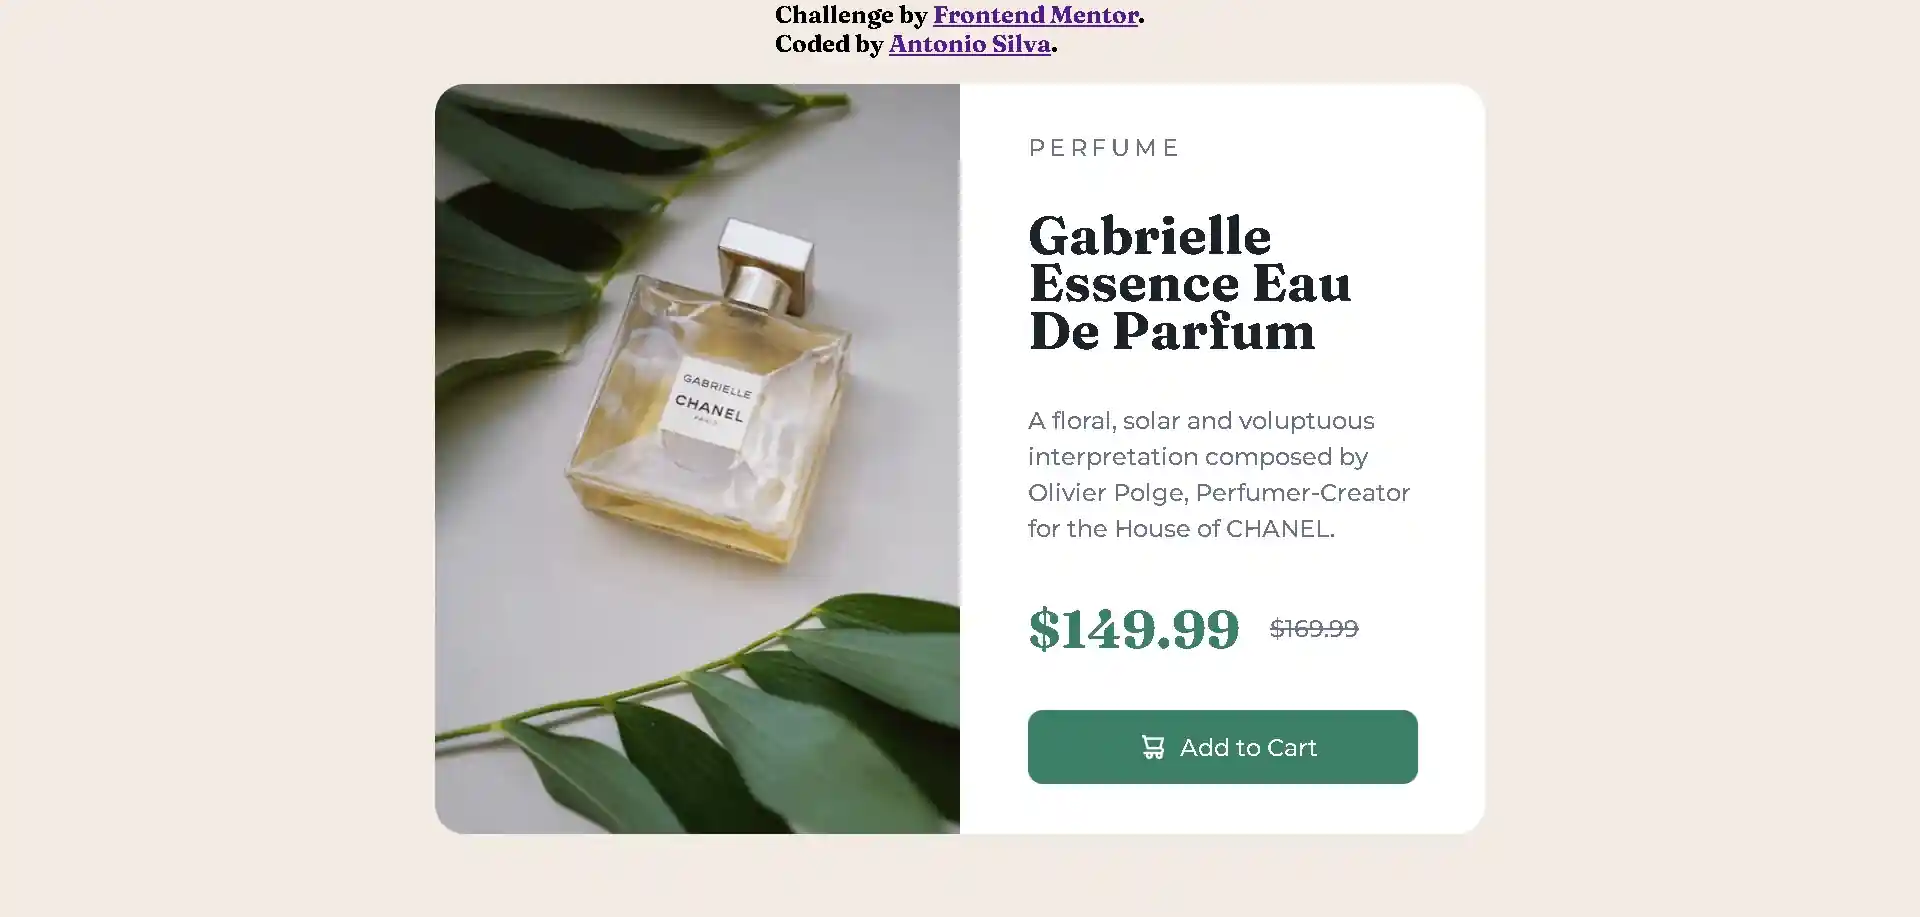 Challenge by Frontend Mentor.
Coded by Antonio Silva.
GABRIELLE
CHANEL
PARIS
PERFUME
Gabrielle
Essence Eau
De Parfum
A floral, solar and voluptuous
interpretation composed by
Olivier Polge, Perfumer-Creator
for the House of CHANEL.
$149.99 $169.99
Add to Cart